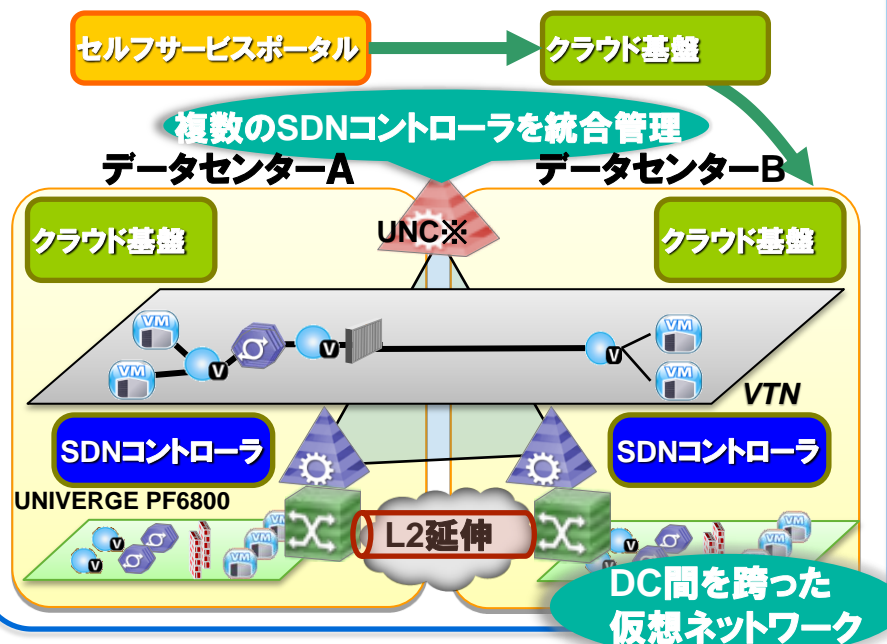 セルフサービスポータル
クラウド基盤
複数のSDNコントローラを統合管理
データセンターA
データセンターB
クラウド基盤
UNC※
クラウド基盤
VM
VM
V
V
V
VM
VM
VTN
SDNコントローラ
SDNコントローラ
UNIVERGE PF6800
L2延伸
V
V
VM
VM
VM
V
V
VM
VM
DC間を跨った
仮想ネットワーク